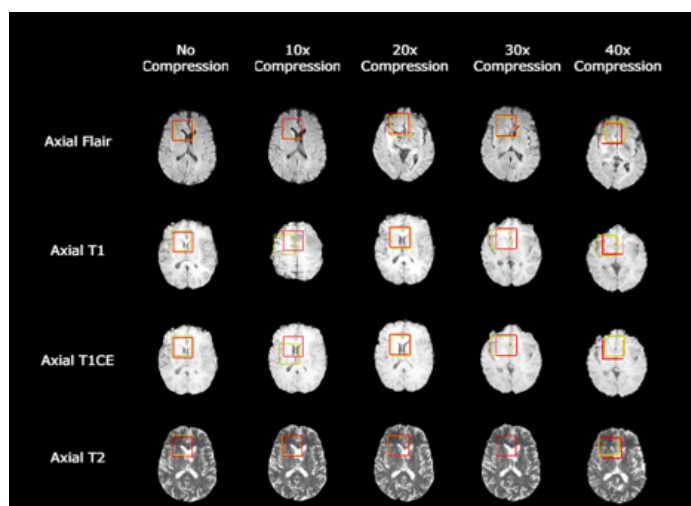 No Compression
10x Compression
20x Compression
30x Compression
40x Compression
Axial Flair
Axial T1
Axial T1CE
Axial T2